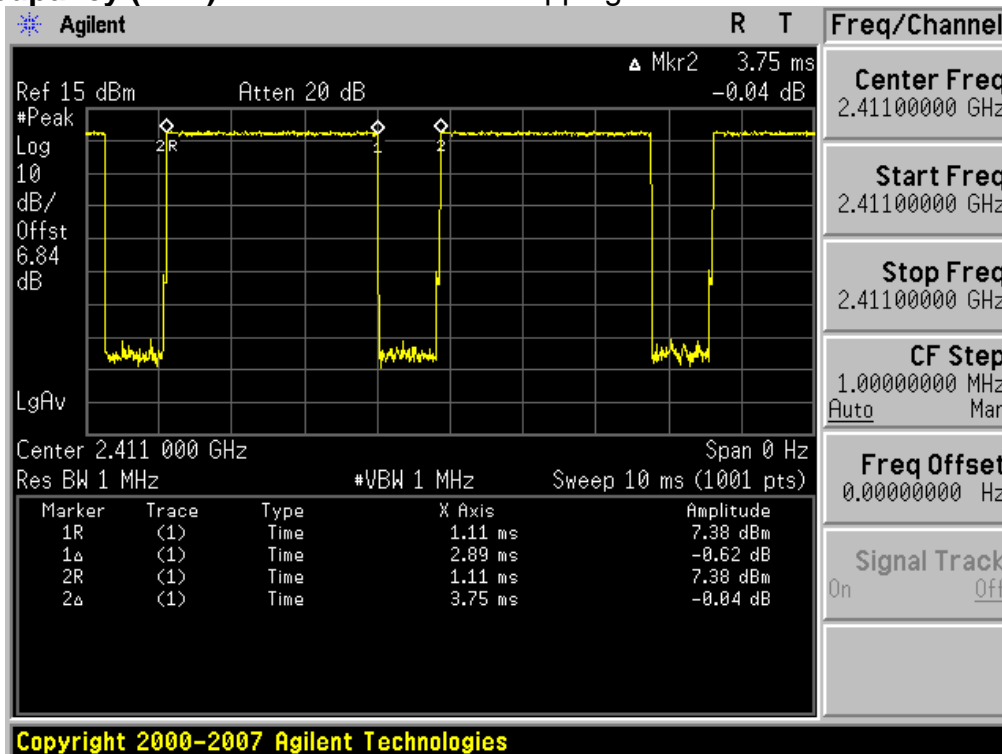 Agilent R T
Δ Mkr2 3.75 ms
Ref 15 dBm Atten 20 dB -0.04 dB
#Peak
Log
10
dB/
Offst
6.84
dB
LgAv
2R 1 2
Center 2.411 000 GHz Span 0 Hz
Res BW 1 MHz #VBW 1 MHz Sweep 10 ms (1001 pts)
Marker Trace Type X Axis Amplitude
1R (1) Time 1.11 ms 7.38 dBm
1Δ (1) Time 2.89 ms -0.62 dB
2R (1) Time 1.11 ms 7.38 dBm
2Δ (1) Time 3.75 ms -0.04 dB
Freq/Channel
Center Freq
2.41100000 GHz
Start Freq
2.41100000 GHz
Stop Freq
2.41100000 GHz
CF Step
1.00000000 MHz
Auto Man
Freq Offset
0.00000000 Hz
Signal Track
On Off
Copyright 2000-2007 Agilent Technologies